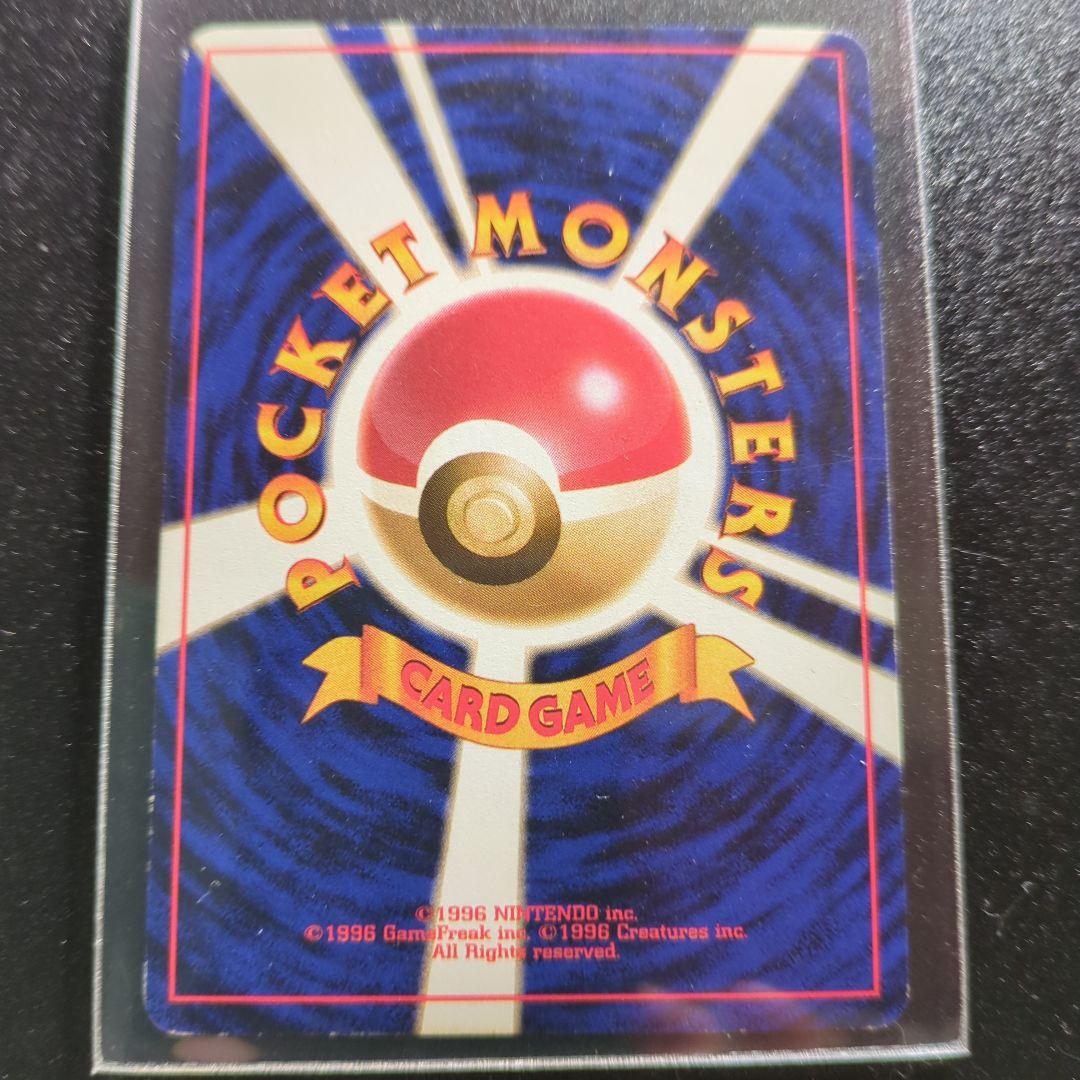 POCKET MONSTERS
CARD GAME
©1996 NINTENDO inc.
©1996 GameFreak inc. ©1996 Creatures inc.
All Rights reserved.